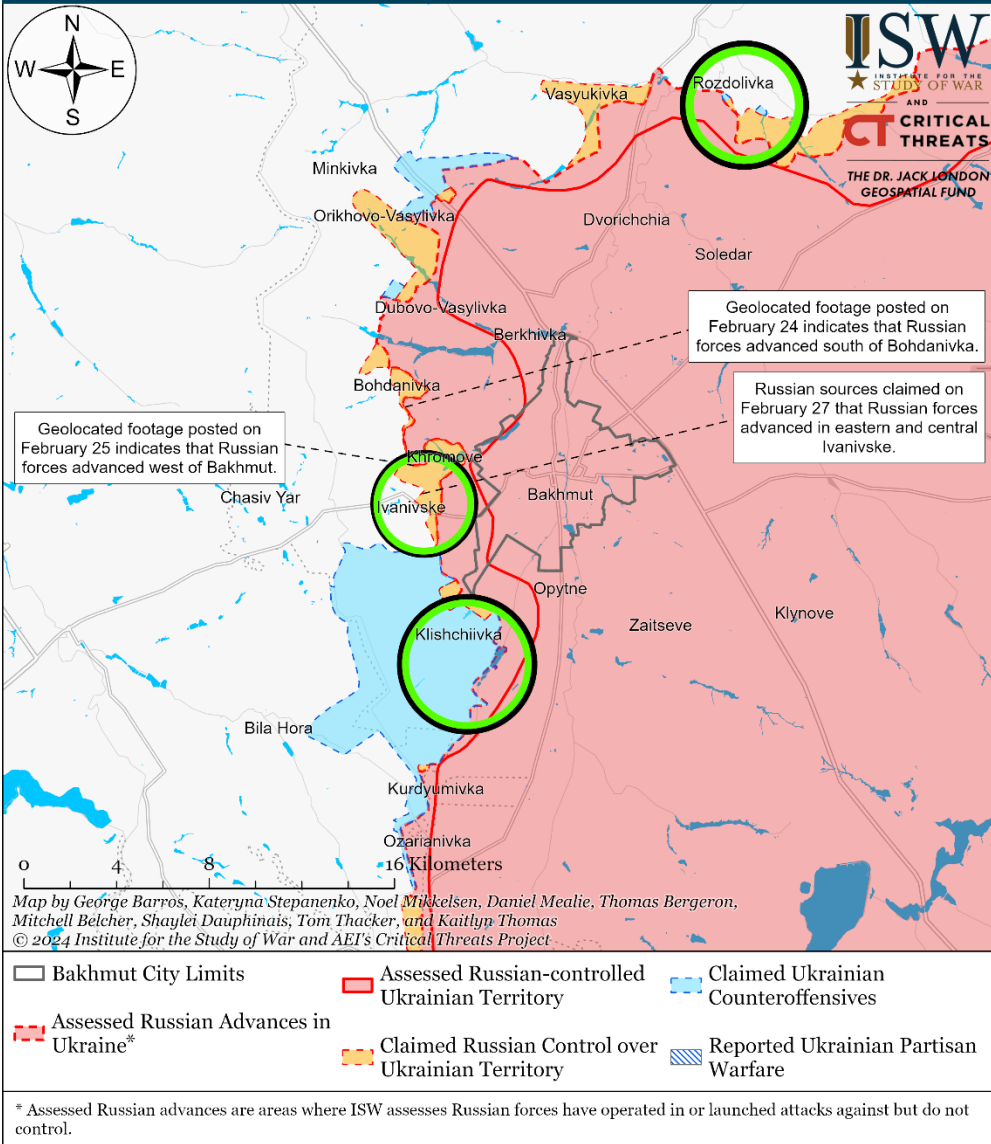 N
W E
S
ISW
INSTITUTE FOR THE
STUDY OF WAR
AND
CT CRITICAL
THREATS
THE DR. JACK LONDON
GEOSPATIAL FUND
Rozdolivka
Vasyukivka
Minkivka
Orikhovo-Vasylivka
Dvorichchia
Soledar
Dubovo-Vasylivka
Berkhivka
Geolocated footage posted on
February 24 indicates that Russian
forces advanced south of Bohdanivka.
Bohdanivka
Russian sources claimed on
February 27 that Russian forces
advanced in eastern and central
Ivanivske.
Geolocated footage posted on
February 25 indicates that Russian
forces advanced west of Bakhmut.
Khromove
Chasiv Yar
Ivanivske
Bakhmut
Opytne
Klishchiivka
Zaitseve
Klynove
Bila Hora
Kurdyumivka
Ozarianivka
0 4 8 16 Kilometers
Map by George Barros, Kateryna Stepanenko, Noel Mikkelsen, Daniel Mealie, Thomas Bergeron,
Mitchell Belcher, Shaylei Dauphinais, Tom Thacker, and Kaitlyn Thomas
© 2024 Institute for the Study of War and AEI's Critical Threats Project
Bakhmut City Limits
Assessed Russian Advances in
Ukraine*
Assessed Russian-controlled
Ukrainian Territory
Claimed Russian Control over
Ukrainian Territory
Claimed Ukrainian
Counteroffensives
Reported Ukrainian Partisan
Warfare
* Assessed Russian advances are areas where ISW assesses Russian forces have operated in or launched attacks against but do not
control.